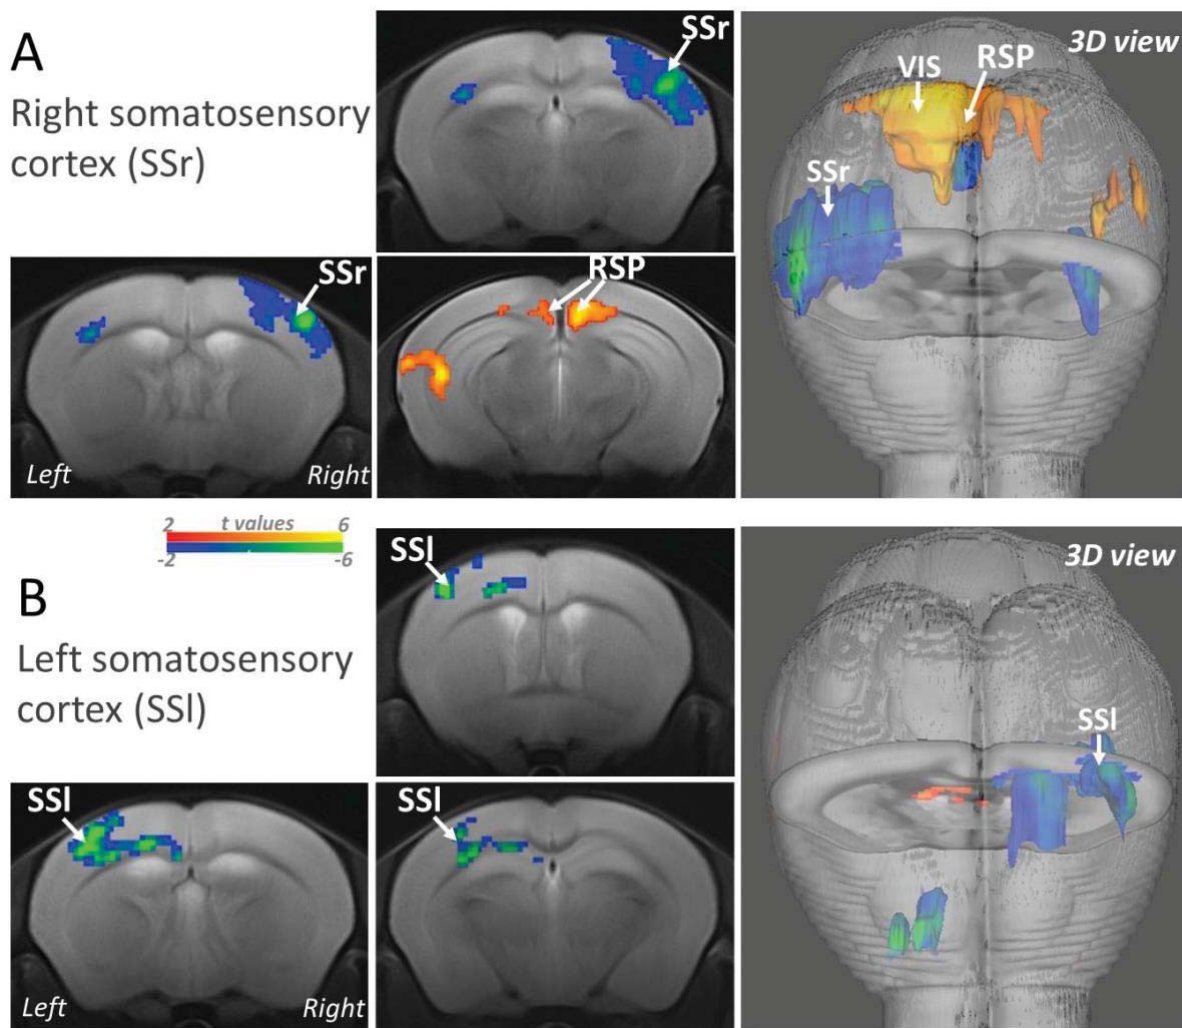 A
Right somatosensory
cortex (SSr)
SSr
3D view
VIS
RSP
SSr
SSr
RSP
Left
Right
2 t values 6
-2 -6
B
Left somatosensory
cortex (SSl)
SSl
3D view
SSl
SSl
SSl
Left
Right